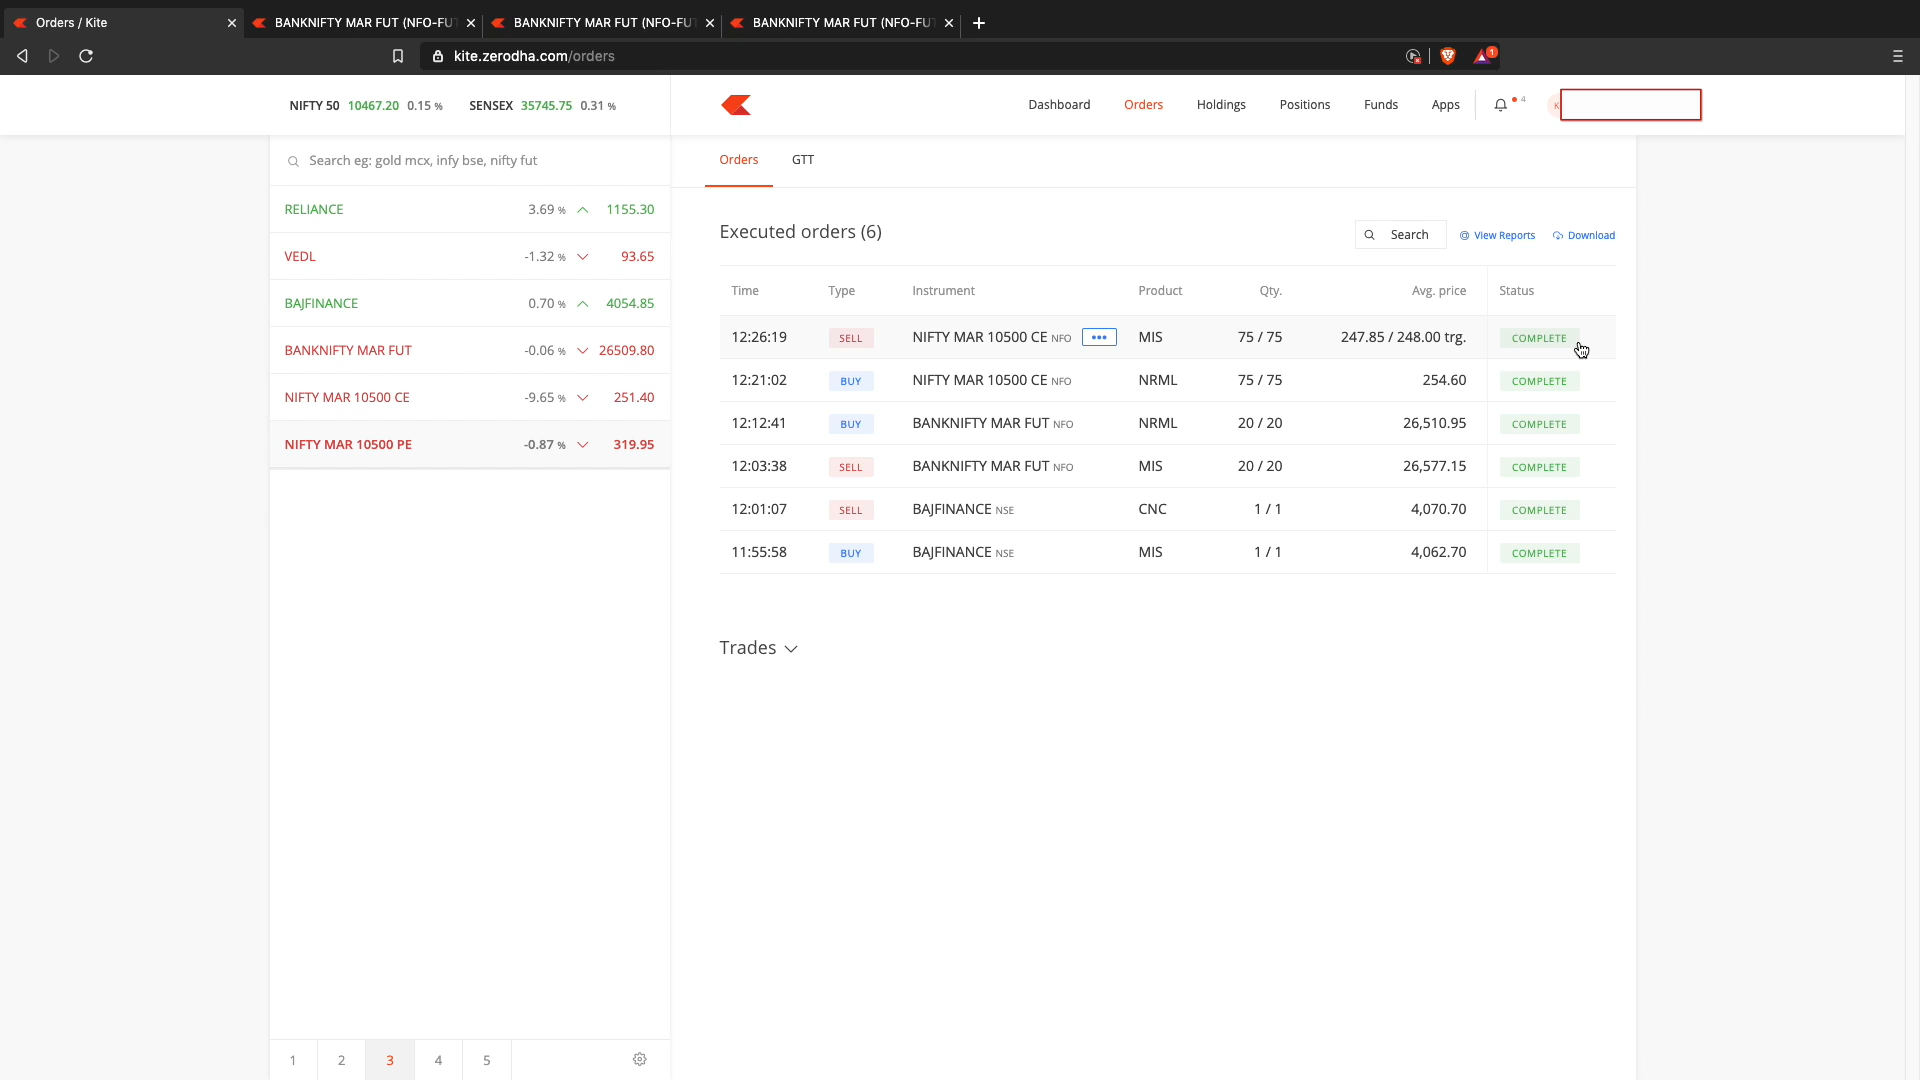 Orders / Kite
BANKNIFTY MAR FUT (NFO-FU
BANKNIFTY MAR FUT (NFO-FU
BANKNIFTY MAR FUT (NFO-FU
kite.zerodha.com/orders
1
NIFTY 50 10467.20 0.15 %
SENSEX 35745.75 0.31 %
Dashboard
Orders
Holdings
Positions
Funds
Apps
4
K
Search eg: gold mcx, infy bse, nifty fut
RELIANCE 3.69 % 1155.30
VEDL -1.32 % 93.65
BAJFINANCE 0.70 % 4054.85
BANKNIFTY MAR FUT -0.06 % 26509.80
NIFTY MAR 10500 CE -9.65 % 251.40
NIFTY MAR 10500 PE -0.87 % 319.95
1 2 3 4 5
Orders GTT
Executed orders (6)
Search View Reports Download
Time Type Instrument Product Qty. Avg. price Status
12:26:19 SELL NIFTY MAR 10500 CE NFO ••• MIS 75 / 75 247.85 / 248.00 trg. COMPLETE
12:21:02 BUY NIFTY MAR 10500 CE NFO NRML 75 / 75 254.60 COMPLETE
12:12:41 BUY BANKNIFTY MAR FUT NFO NRML 20 / 20 26,510.95 COMPLETE
12:03:38 SELL BANKNIFTY MAR FUT NFO MIS 20 / 20 26,577.15 COMPLETE
12:01:07 SELL BAJFINANCE NSE CNC 1 / 1 4,070.70 COMPLETE
11:55:58 BUY BAJFINANCE NSE MIS 1 / 1 4,062.70 COMPLETE
Trades